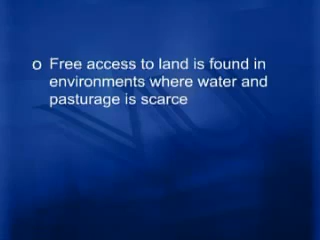 o Free access to land is found in
environments where water and
pasturage is scarce